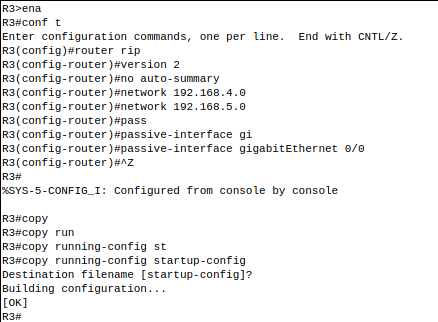 R3>ena
R3#conf t
Enter configuration commands, one per line.  End with CNTL/Z.
R3(config)#router rip
R3(config-router)#version 2
R3(config-router)#no auto-summary
R3(config-router)#network 192.168.4.0
R3(config-router)#network 192.168.5.0
R3(config-router)#pass
R3(config-router)#passive-interface gi
R3(config-router)#passive-interface gigabitEthernet 0/0
R3(config-router)#^Z
R3#
%SYS-5-CONFIG_I: Configured from console by console

R3#copy
R3#copy run
R3#copy running-config st
R3#copy running-config startup-config
Destination filename [startup-config]?
Building configuration...
[OK]
R3#